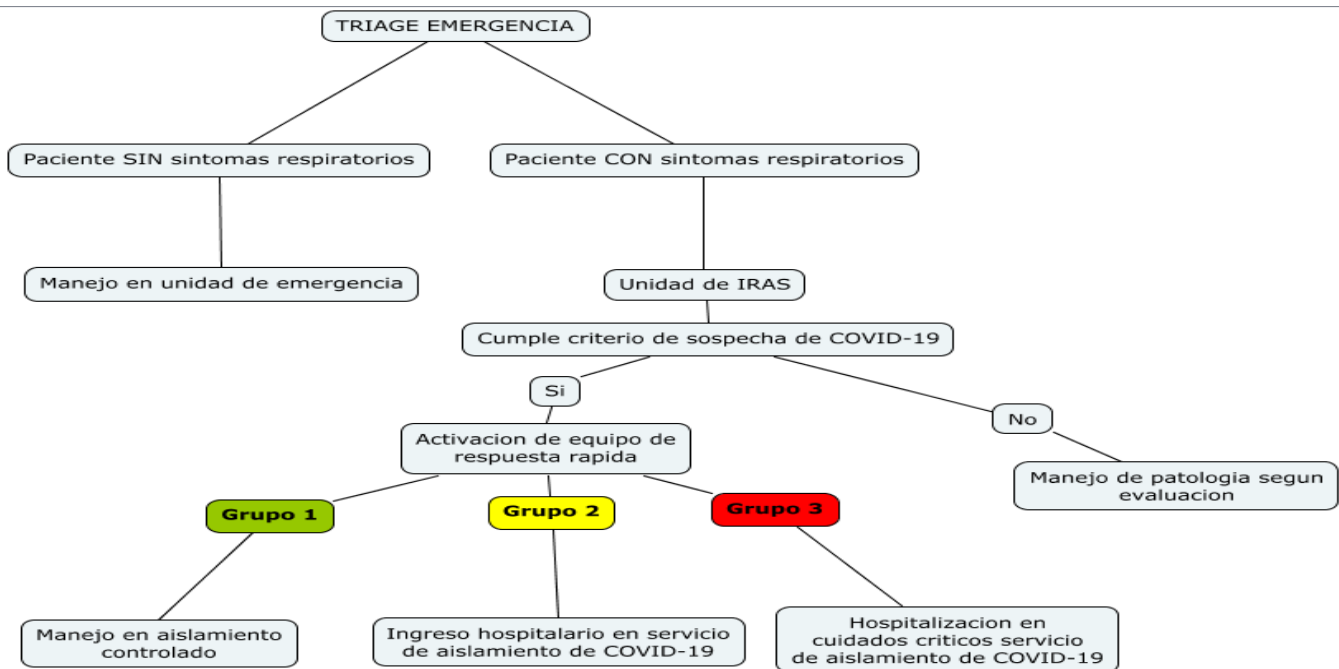 TRIAGE EMERGENCIA
Paciente SIN sintomas respiratorios
Paciente CON sintomas respiratorios
Manejo en unidad de emergencia
Unidad de IRAS
Cumple criterio de sospecha de COVID-19
Si
No
Activacion de equipo de
respuesta rapida
Manejo de patologia segun
evaluacion
Grupo 1
Grupo 2
Grupo 3
Manejo en aislamiento
controlado
Ingreso hospitalario en servicio
de aislamiento de COVID-19
Hospitalizacion en
cuidados criticos servicio
de aislamiento de COVID-19